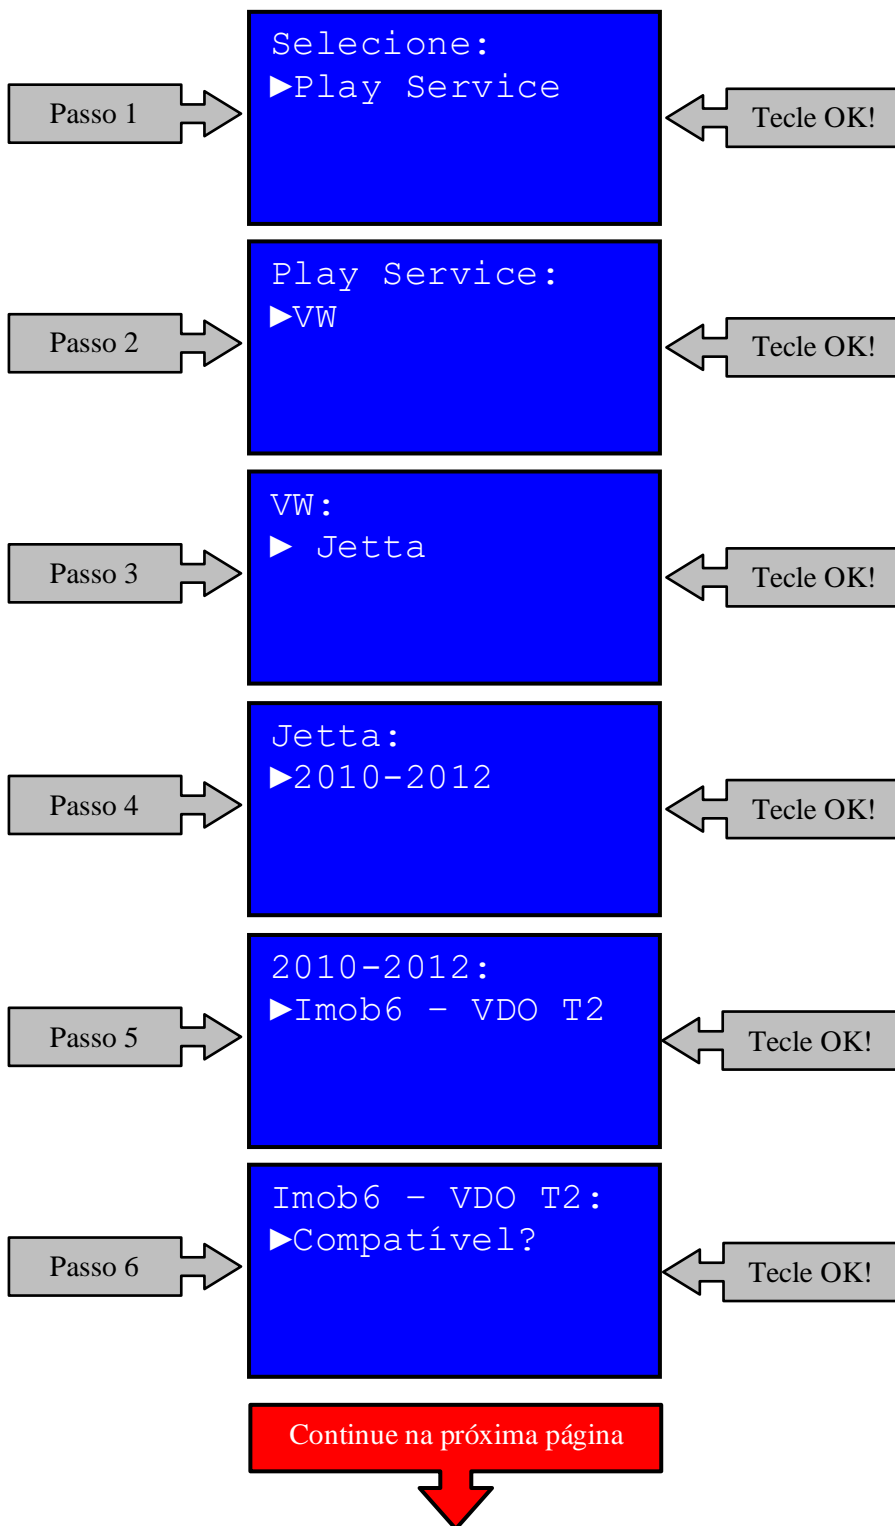 Selecione:
►Play Service
Passo 1
Tecle OK!
Play Service:
►VW
Passo 2
Tecle OK!
VW:
► Jetta
Passo 3
Tecle OK!
Jetta:
►2010-2012
Passo 4
Tecle OK!
2010-2012:
►Imob6 – VDO T2
Passo 5
Tecle OK!
Imob6 – VDO T2:
►Compatível?
Passo 6
Tecle OK!
Continue na próxima página